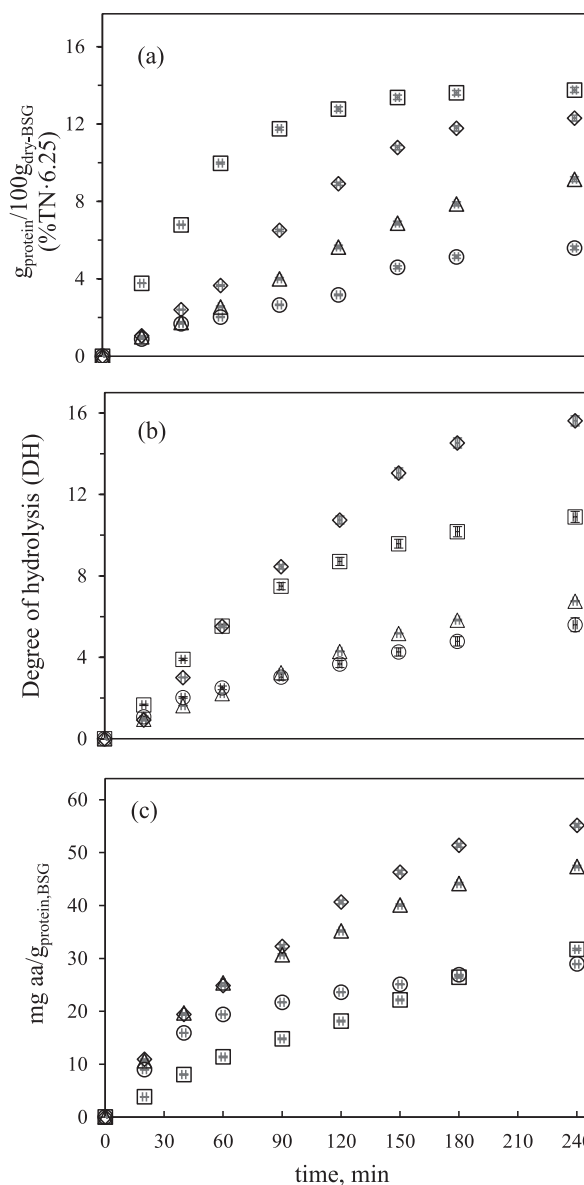 (a)
g_protein/100g_dry-BSG
(%TN·6.25)
16
12
8
4
0
(b)
Degree of hydrolysis (DH)
16
12
8
4
0
(c)
mg aa/g_protein,BSG
60
50
40
30
20
10
0
0 30 60 90 120 150 180 210 240
time, min